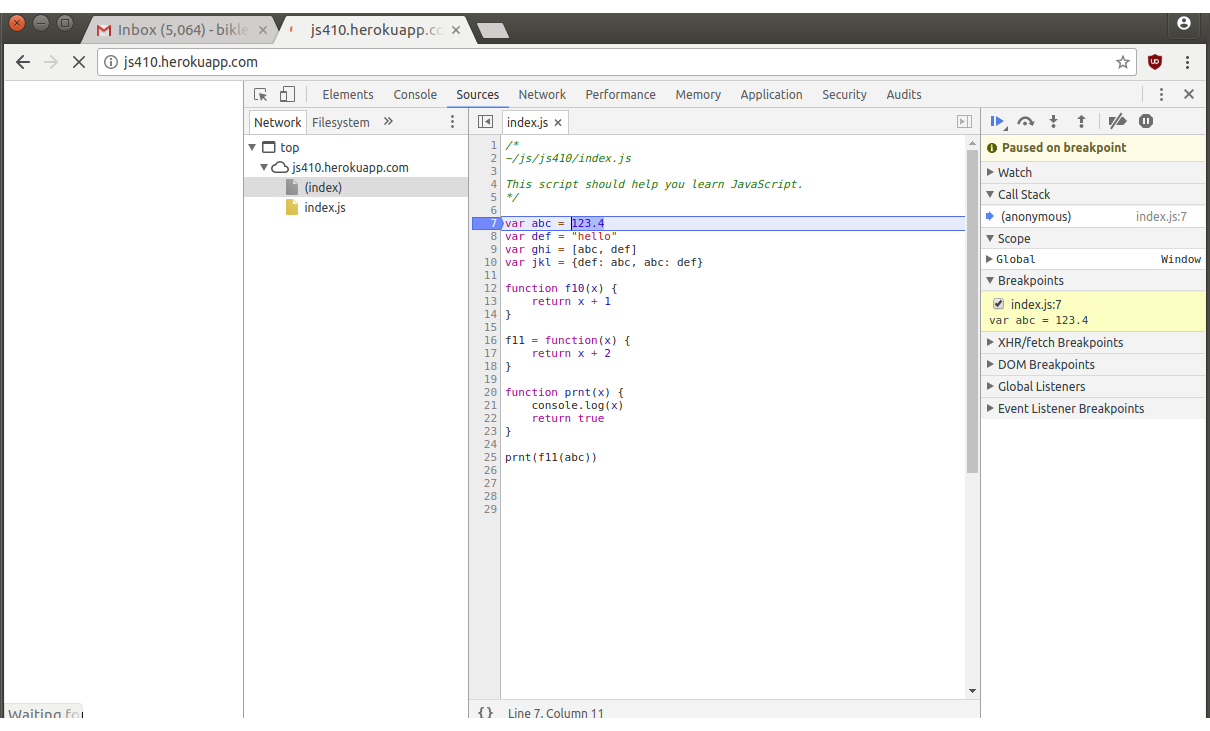 Inbox (5,064) - bikle
js410.herokuapp.co
js410.herokuapp.com
Elements Console Sources Network Performance Memory Application Security Audits
Network Filesystem »
top
js410.herokuapp.com
(index)
index.js
index.js
1 /*
2 ~/js/js410/index.js
3
4 This script should help you learn JavaScript.
5 */
6
7 var abc = 123.4
8 var def = "hello"
9 var ghi = [abc, def]
10 var jkl = {def: abc, abc: def}
11
12 function f10(x) {
13     return x + 1
14 }
15
16 f11 = function(x) {
17     return x + 2
18 }
19
20 function prnt(x) {
21     console.log(x)
22     return true
23 }
24
25 prnt(f11(abc))
26
27
28
29
{} Line 7, Column 11
Paused on breakpoint
Watch
Call Stack
(anonymous) index.js:7
Scope
Global Window
Breakpoints
index.js:7
var abc = 123.4
XHR/fetch Breakpoints
DOM Breakpoints
Global Listeners
Event Listener Breakpoints
Waiting fo